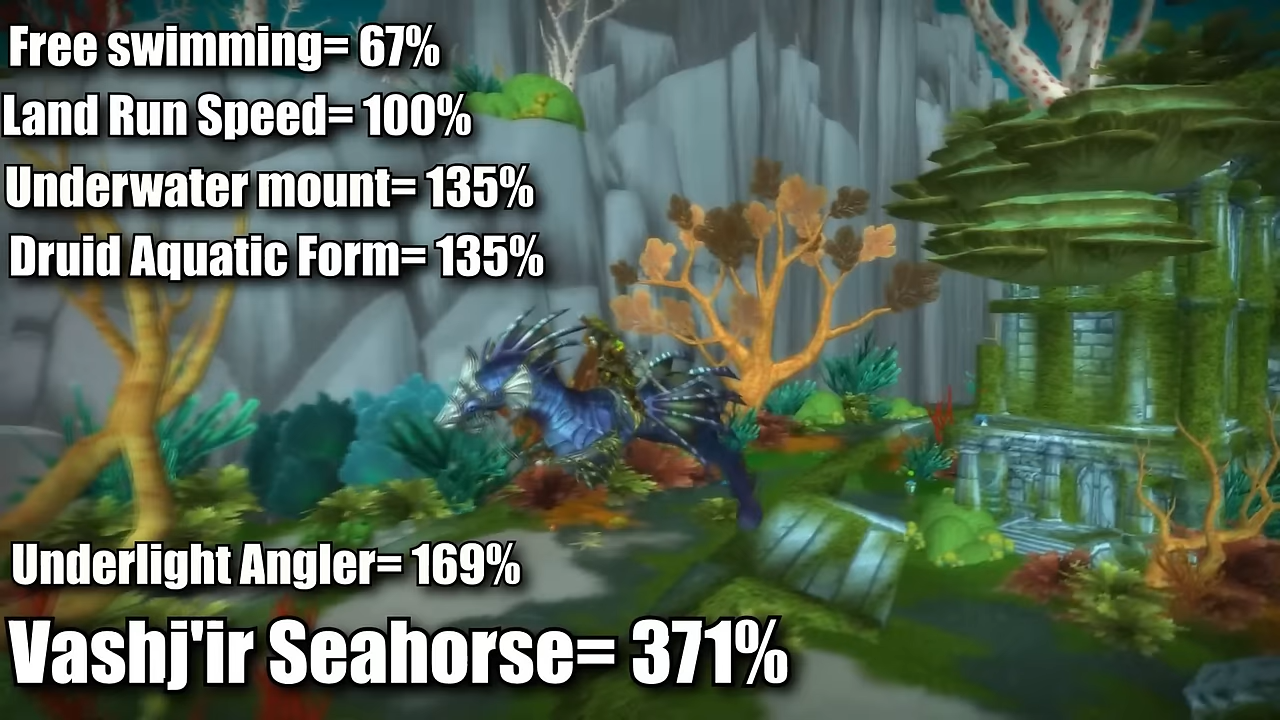 Free swimming= 67%
Land Run Speed= 100%
Underwater mount= 135%
Druid Aquatic Form= 135%
Underlight Angler= 169%
Vashj'ir Seahorse= 371%